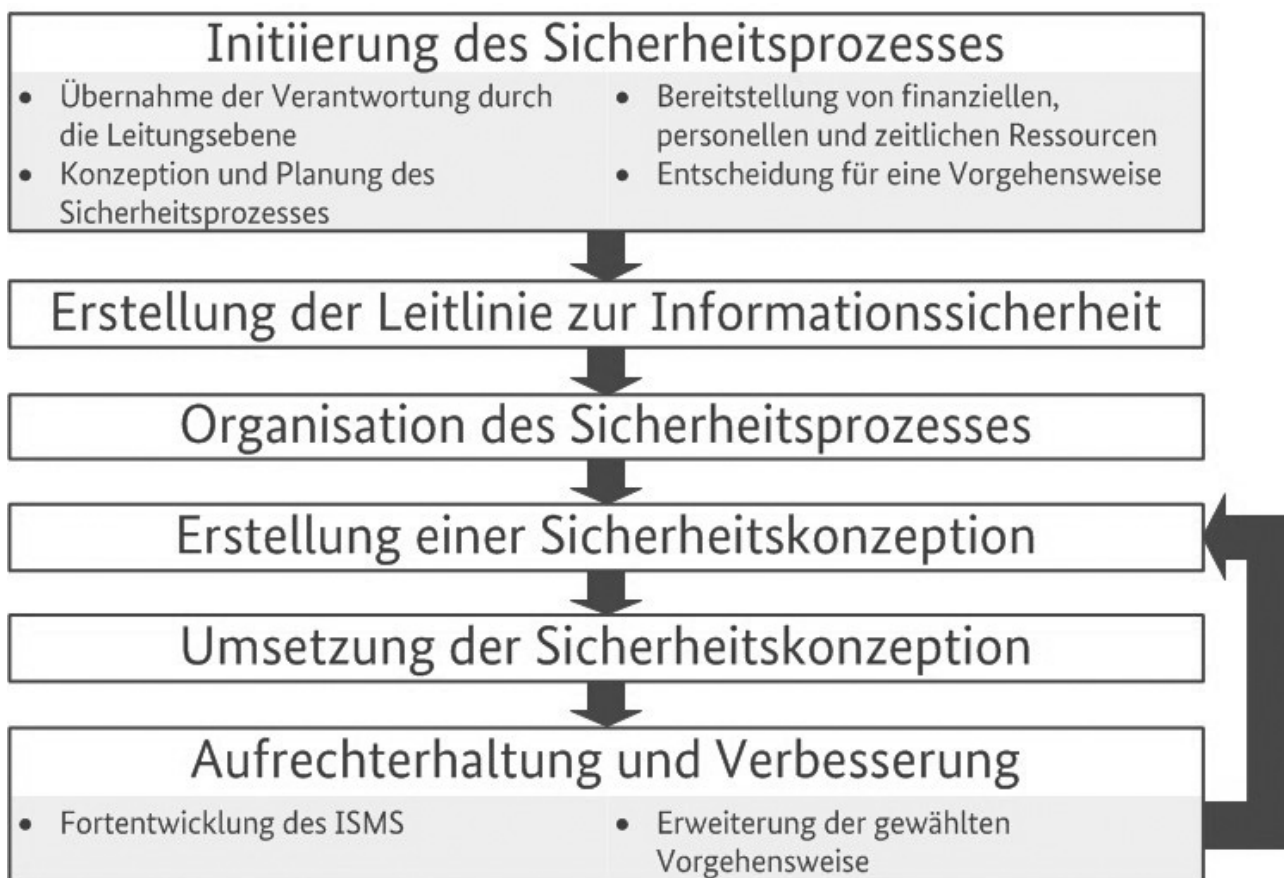 Initiierung des Sicherheitsprozesses
• Übernahme der Verantwortung durch
die Leitungsebene
• Konzeption und Planung des
Sicherheitsprozesses
• Bereitstellung von finanziellen,
personellen und zeitlichen Ressourcen
• Entscheidung für eine Vorgehensweise
Erstellung der Leitlinie zur Informationssicherheit
Organisation des Sicherheitsprozesses
Erstellung einer Sicherheitskonzeption
Umsetzung der Sicherheitskonzeption
Aufrechterhaltung und Verbesserung
• Fortentwicklung des ISMS
• Erweiterung der gewählten
Vorgehensweise